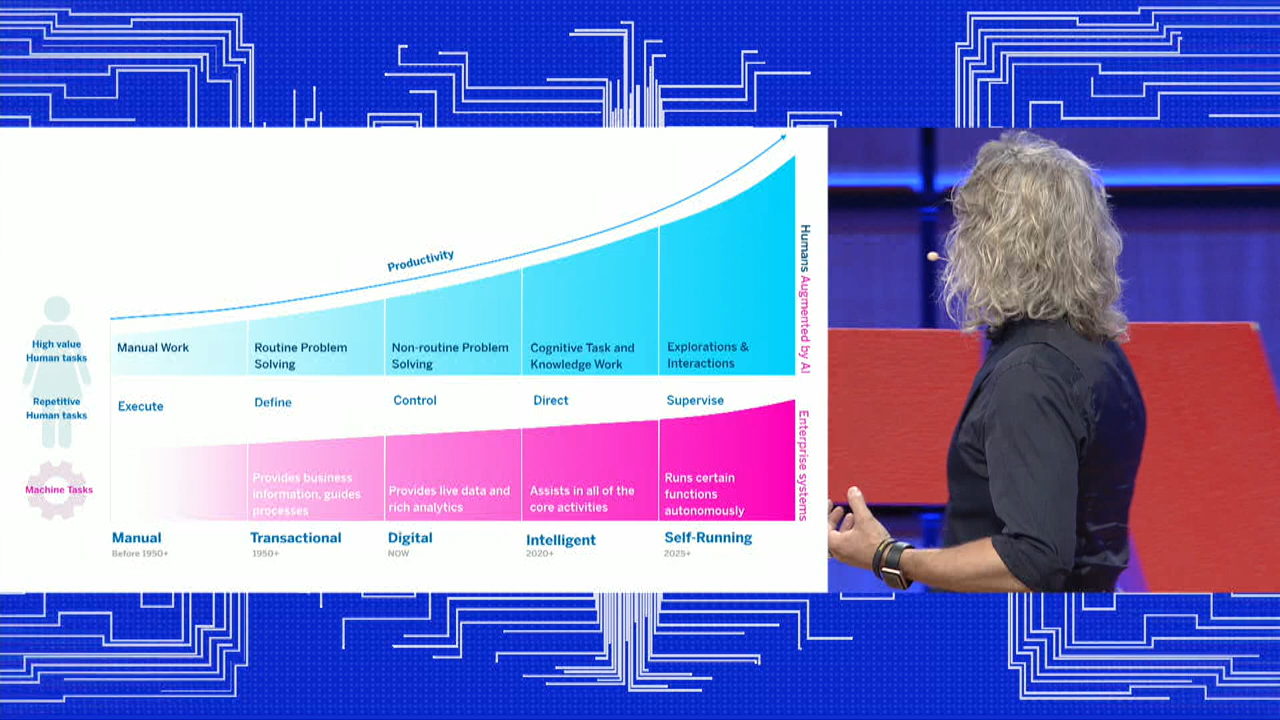 Productivity
High value
Human tasks
Repetitive
Human tasks
Machine Tasks
Manual Work
Routine Problem
Solving
Non-routine Problem
Solving
Cognitive Task and
Knowledge Work
Explorations &
Interactions
Humans Augmented by AI
Execute
Define
Control
Direct
Supervise
Provides business
information, guides
processes
Provides live data and
rich analytics
Assists in all of the
core activities
Runs certain
functions
autonomously
Enterprise systems
Manual
Before 1950+
Transactional
1950+
Digital
NOW
Intelligent
2020+
Self-Running
2025+